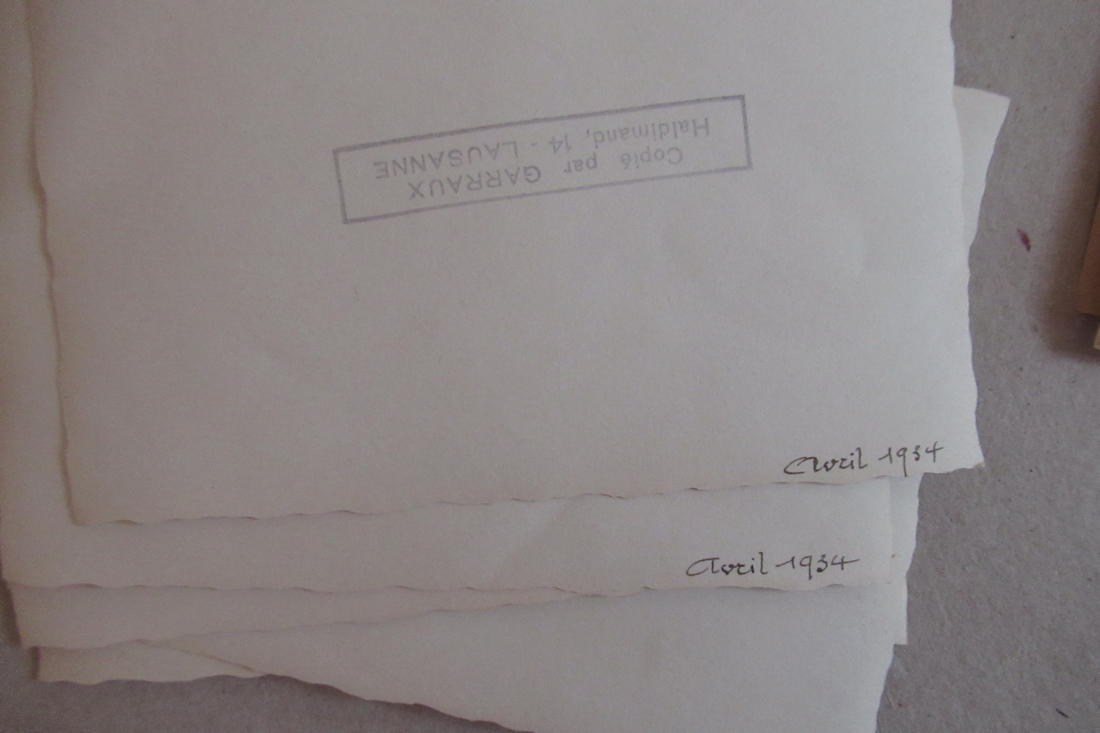 Copié par GARRAUX
Haldimand, 14 - LAUSANNE
Avril 1934
Avril 1934